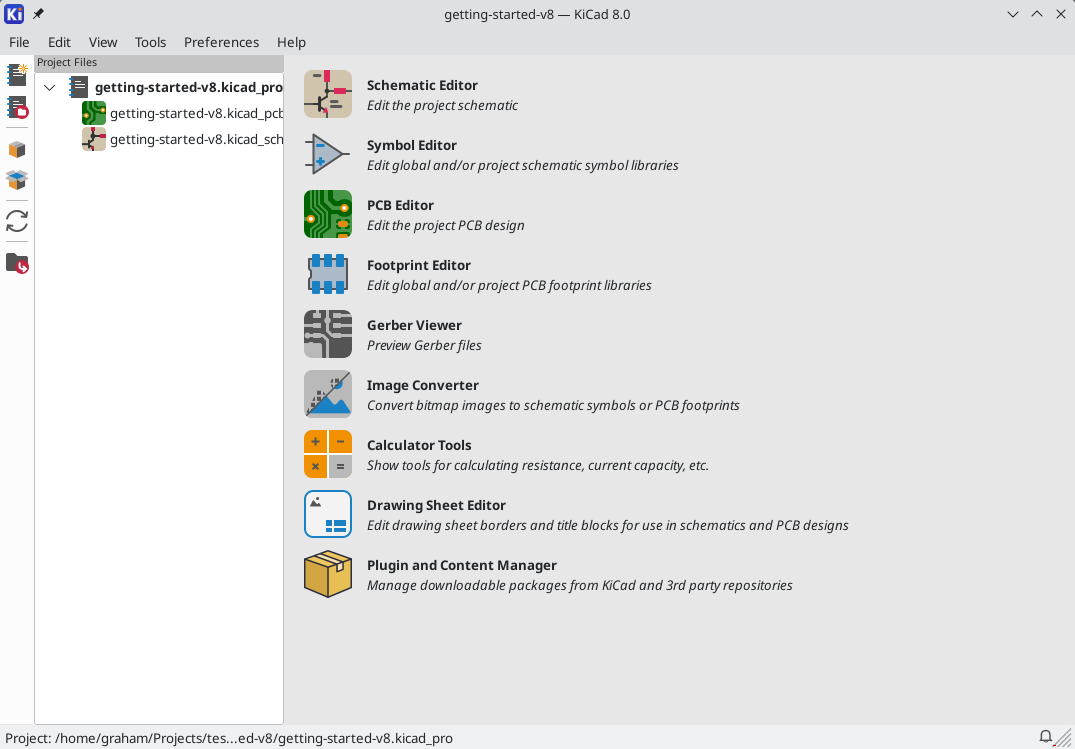 Ki
getting-started-v8 — KiCad 8.0
File Edit View Tools Preferences Help
Project Files
getting-started-v8.kicad_pro
getting-started-v8.kicad_pcb
getting-started-v8.kicad_sch
Schematic Editor
Edit the project schematic
Symbol Editor
Edit global and/or project schematic symbol libraries
PCB Editor
Edit the project PCB design
Footprint Editor
Edit global and/or project PCB footprint libraries
Gerber Viewer
Preview Gerber files
Image Converter
Convert bitmap images to schematic symbols or PCB footprints
Calculator Tools
Show tools for calculating resistance, current capacity, etc.
Drawing Sheet Editor
Edit drawing sheet borders and title blocks for use in schematics and PCB designs
Plugin and Content Manager
Manage downloadable packages from KiCad and 3rd party repositories
Project: /home/graham/Projects/tes...ed-v8/getting-started-v8.kicad_pro